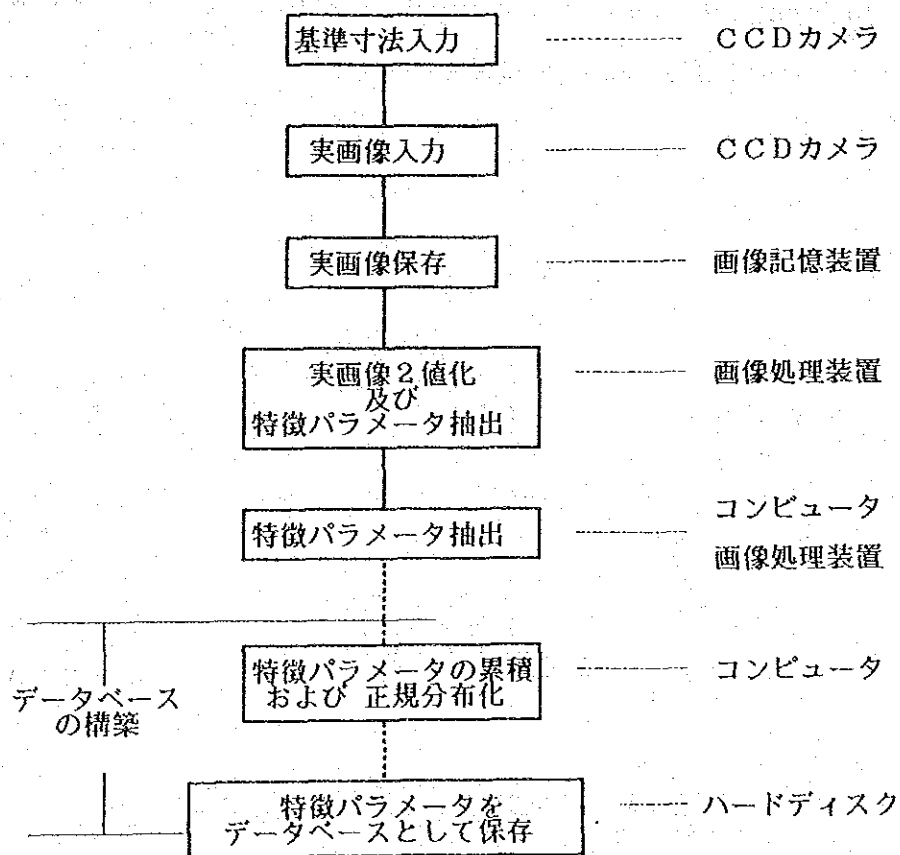 基準寸法入力
CCDカメラ
実画像入力
CCDカメラ
実画像保存
画像記憶装置
実画像2値化
及び
特徴パラメータ抽出
画像処理装置
特徴パラメータ抽出
コンピュータ
画像処理装置
データベース
の構築
特徴パラメータの累積
および 正規分布化
コンピュータ
特徴パラメータを
データベースとして保存
ハードディスク